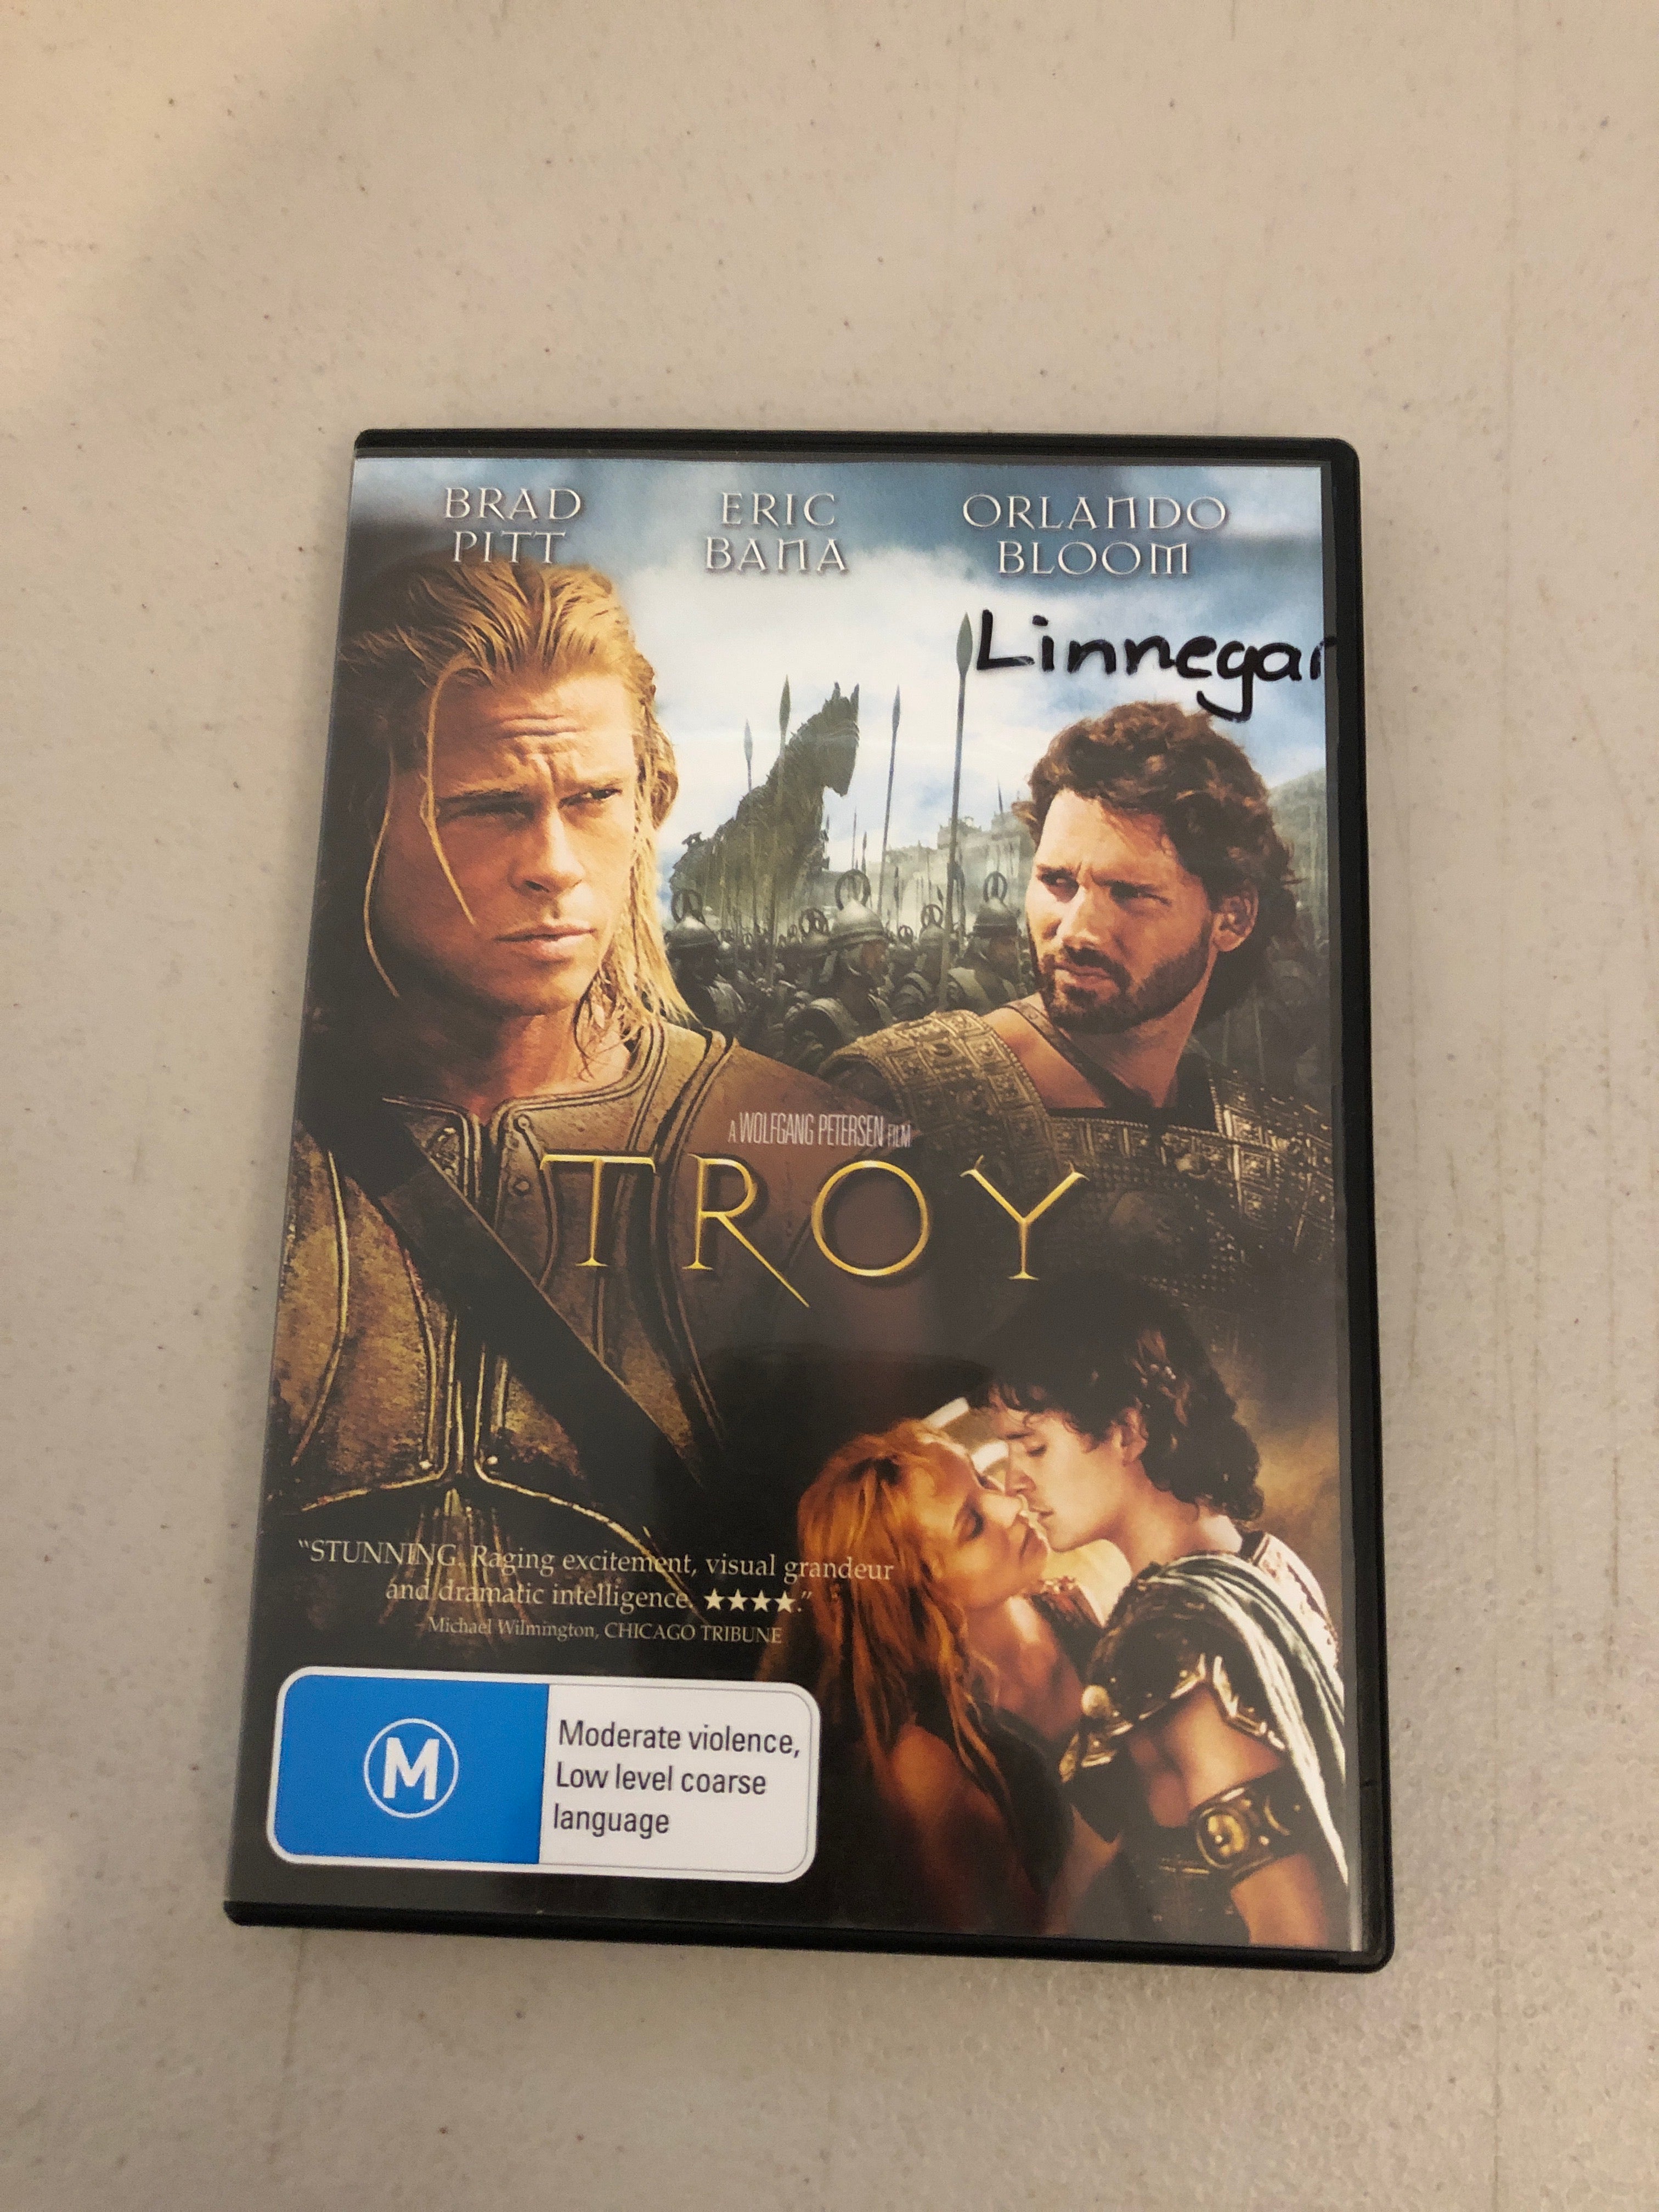 BRAD
PITT
ERIC
BANA
ORLANDO
BLOOM
Linnegar
A WOLFGANG PETERSEN FILM
TROY
“STUNNING. Raging excitement, visual grandeur
and dramatic intelligence. ★★★★.”
– Michael Wilmington, CHICAGO TRIBUNE
M
Moderate violence,
Low level coarse
language